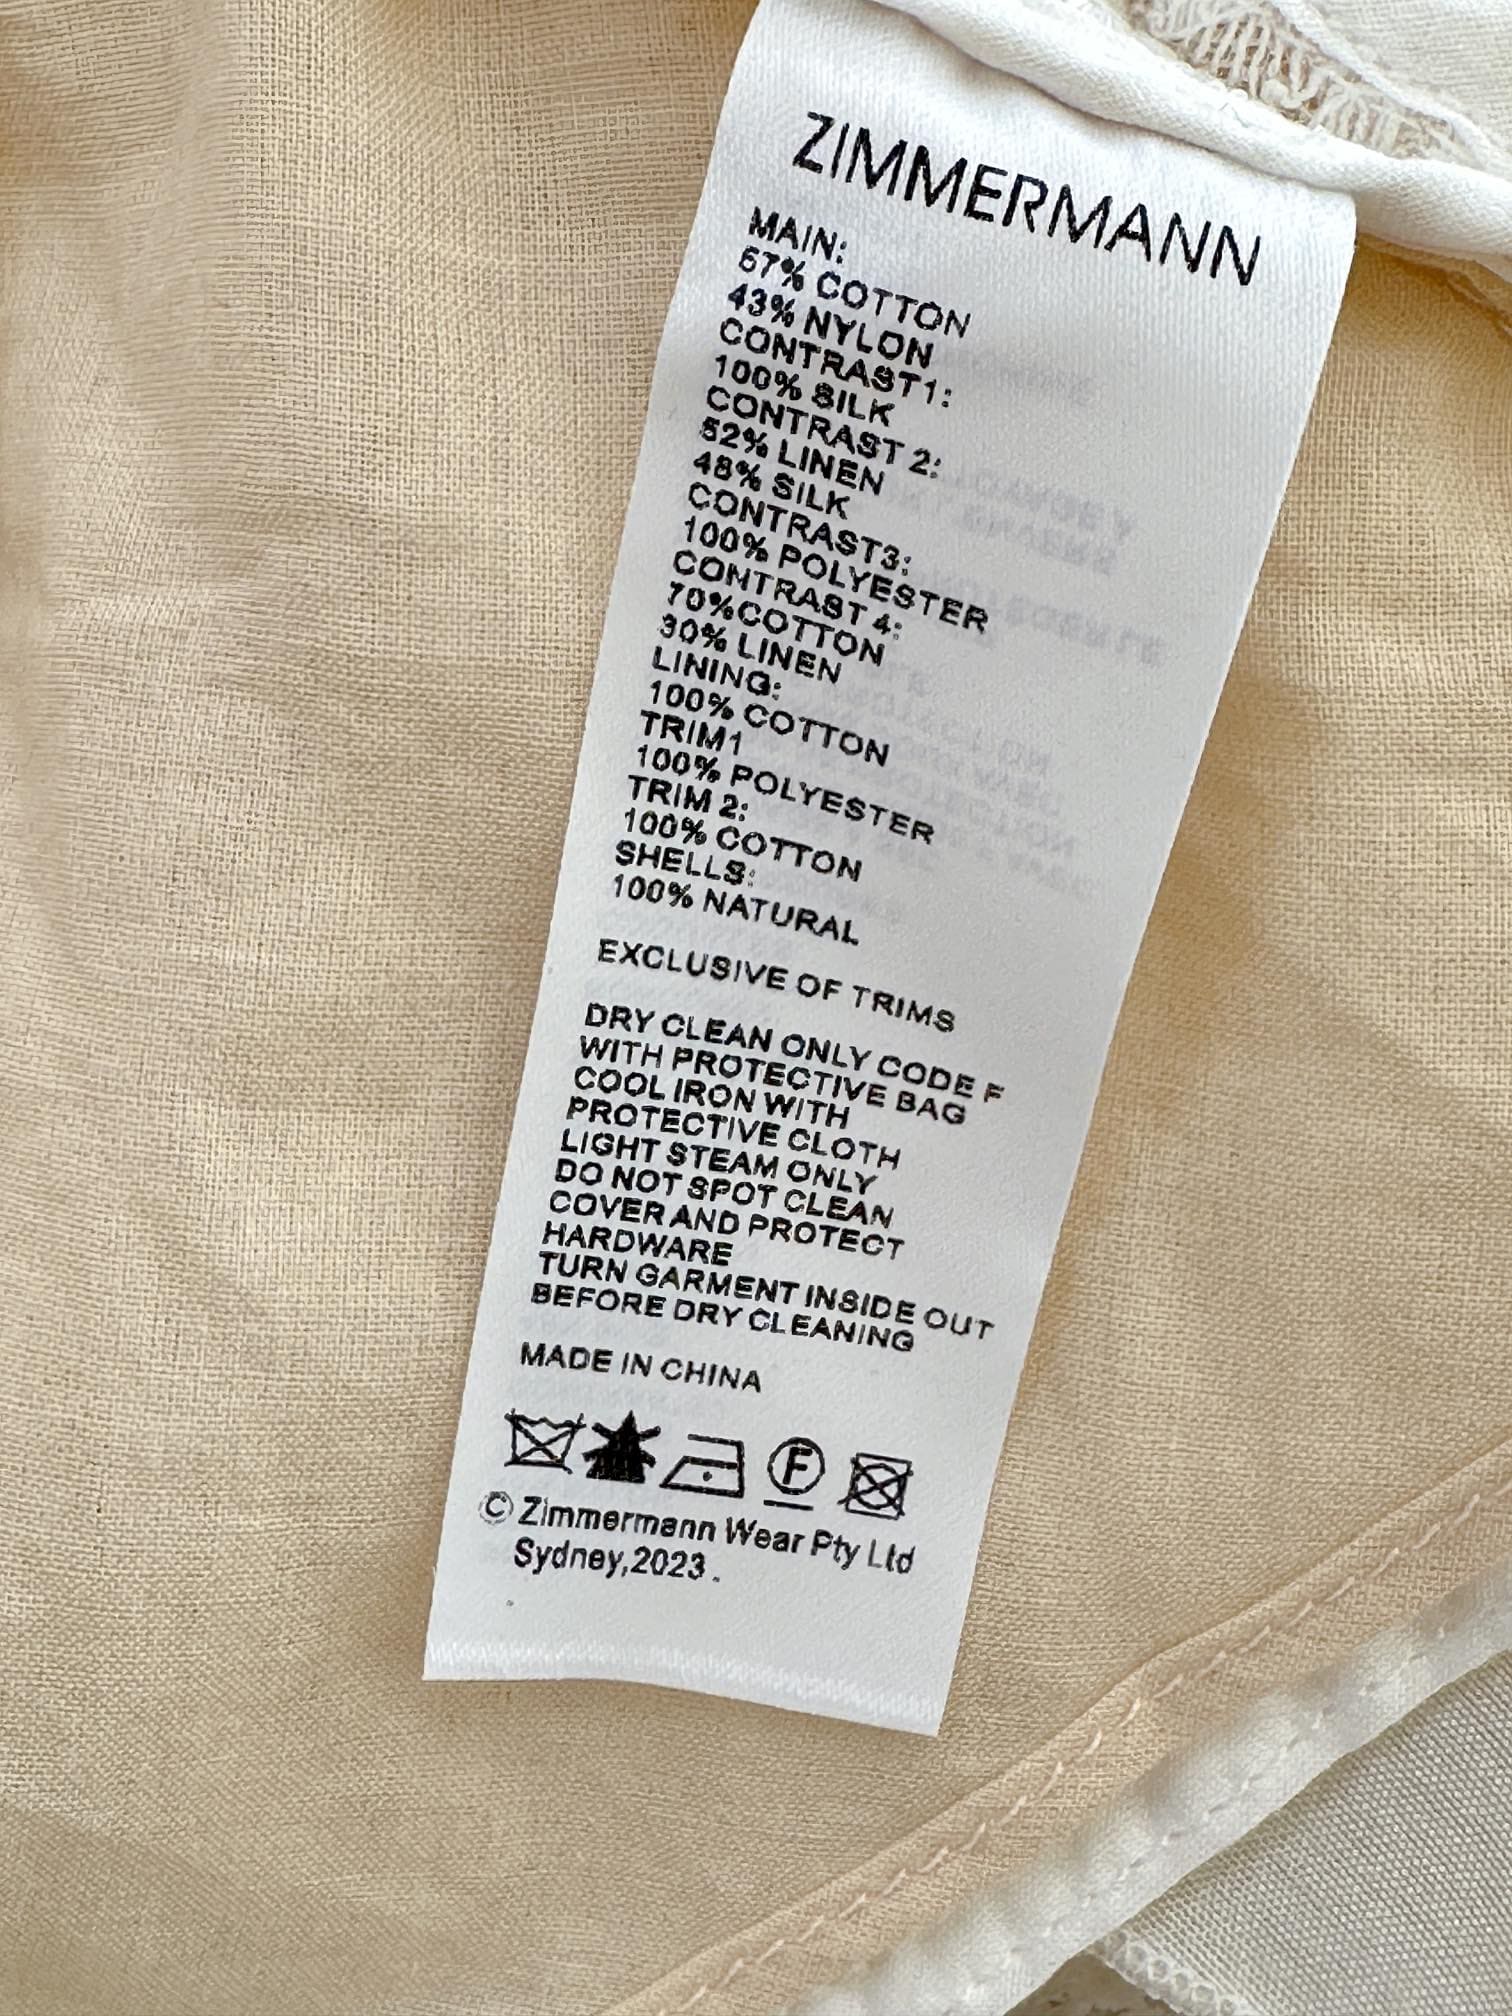 ZIMMERMANN
MAIN:
57% COTTON
43% NYLON
CONTRAST1:
100% SILK
CONTRAST 2:
52% LINEN
48% SILK
CONTRAST3:
100% POLYESTER
CONTRAST 4:
70%COTTON
30% LINEN
LINING:
100% COTTON
TRIM1
100% POLYESTER
TRIM 2:
100% COTTON
SHELLS:
100% NATURAL
EXCLUSIVE OF TRIMS
DRY CLEAN ONLY CODE F
WITH PROTECTIVE BAG
COOL IRON WITH
PROTECTIVE CLOTH
LIGHT STEAM ONLY
DO NOT SPOT CLEAN
COVER AND PROTECT
HARDWARE
TURN GARMENT INSIDE OUT
BEFORE DRY CLEANING
MADE IN CHINA
F
© Zimmermann Wear Pty Ltd
Sydney,2023.